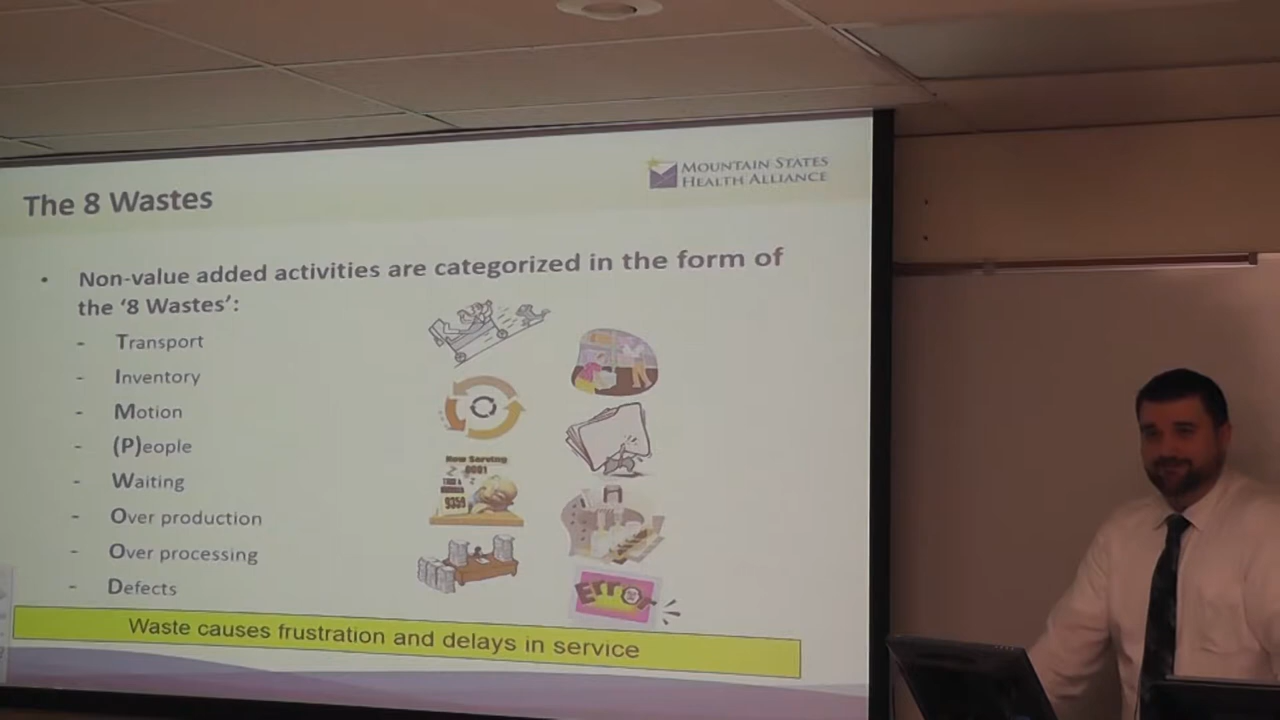 MOUNTAIN STATES
HEALTH ALLIANCE
The 8 Wastes
• Non-value added activities are categorized in the form of
the ‘8 Wastes’:
- Transport
- Inventory
- Motion
- (P)eople
- Waiting
- Over production
- Over processing
- Defects
Now Serving
0001
9359
Error
Waste causes frustration and delays in service